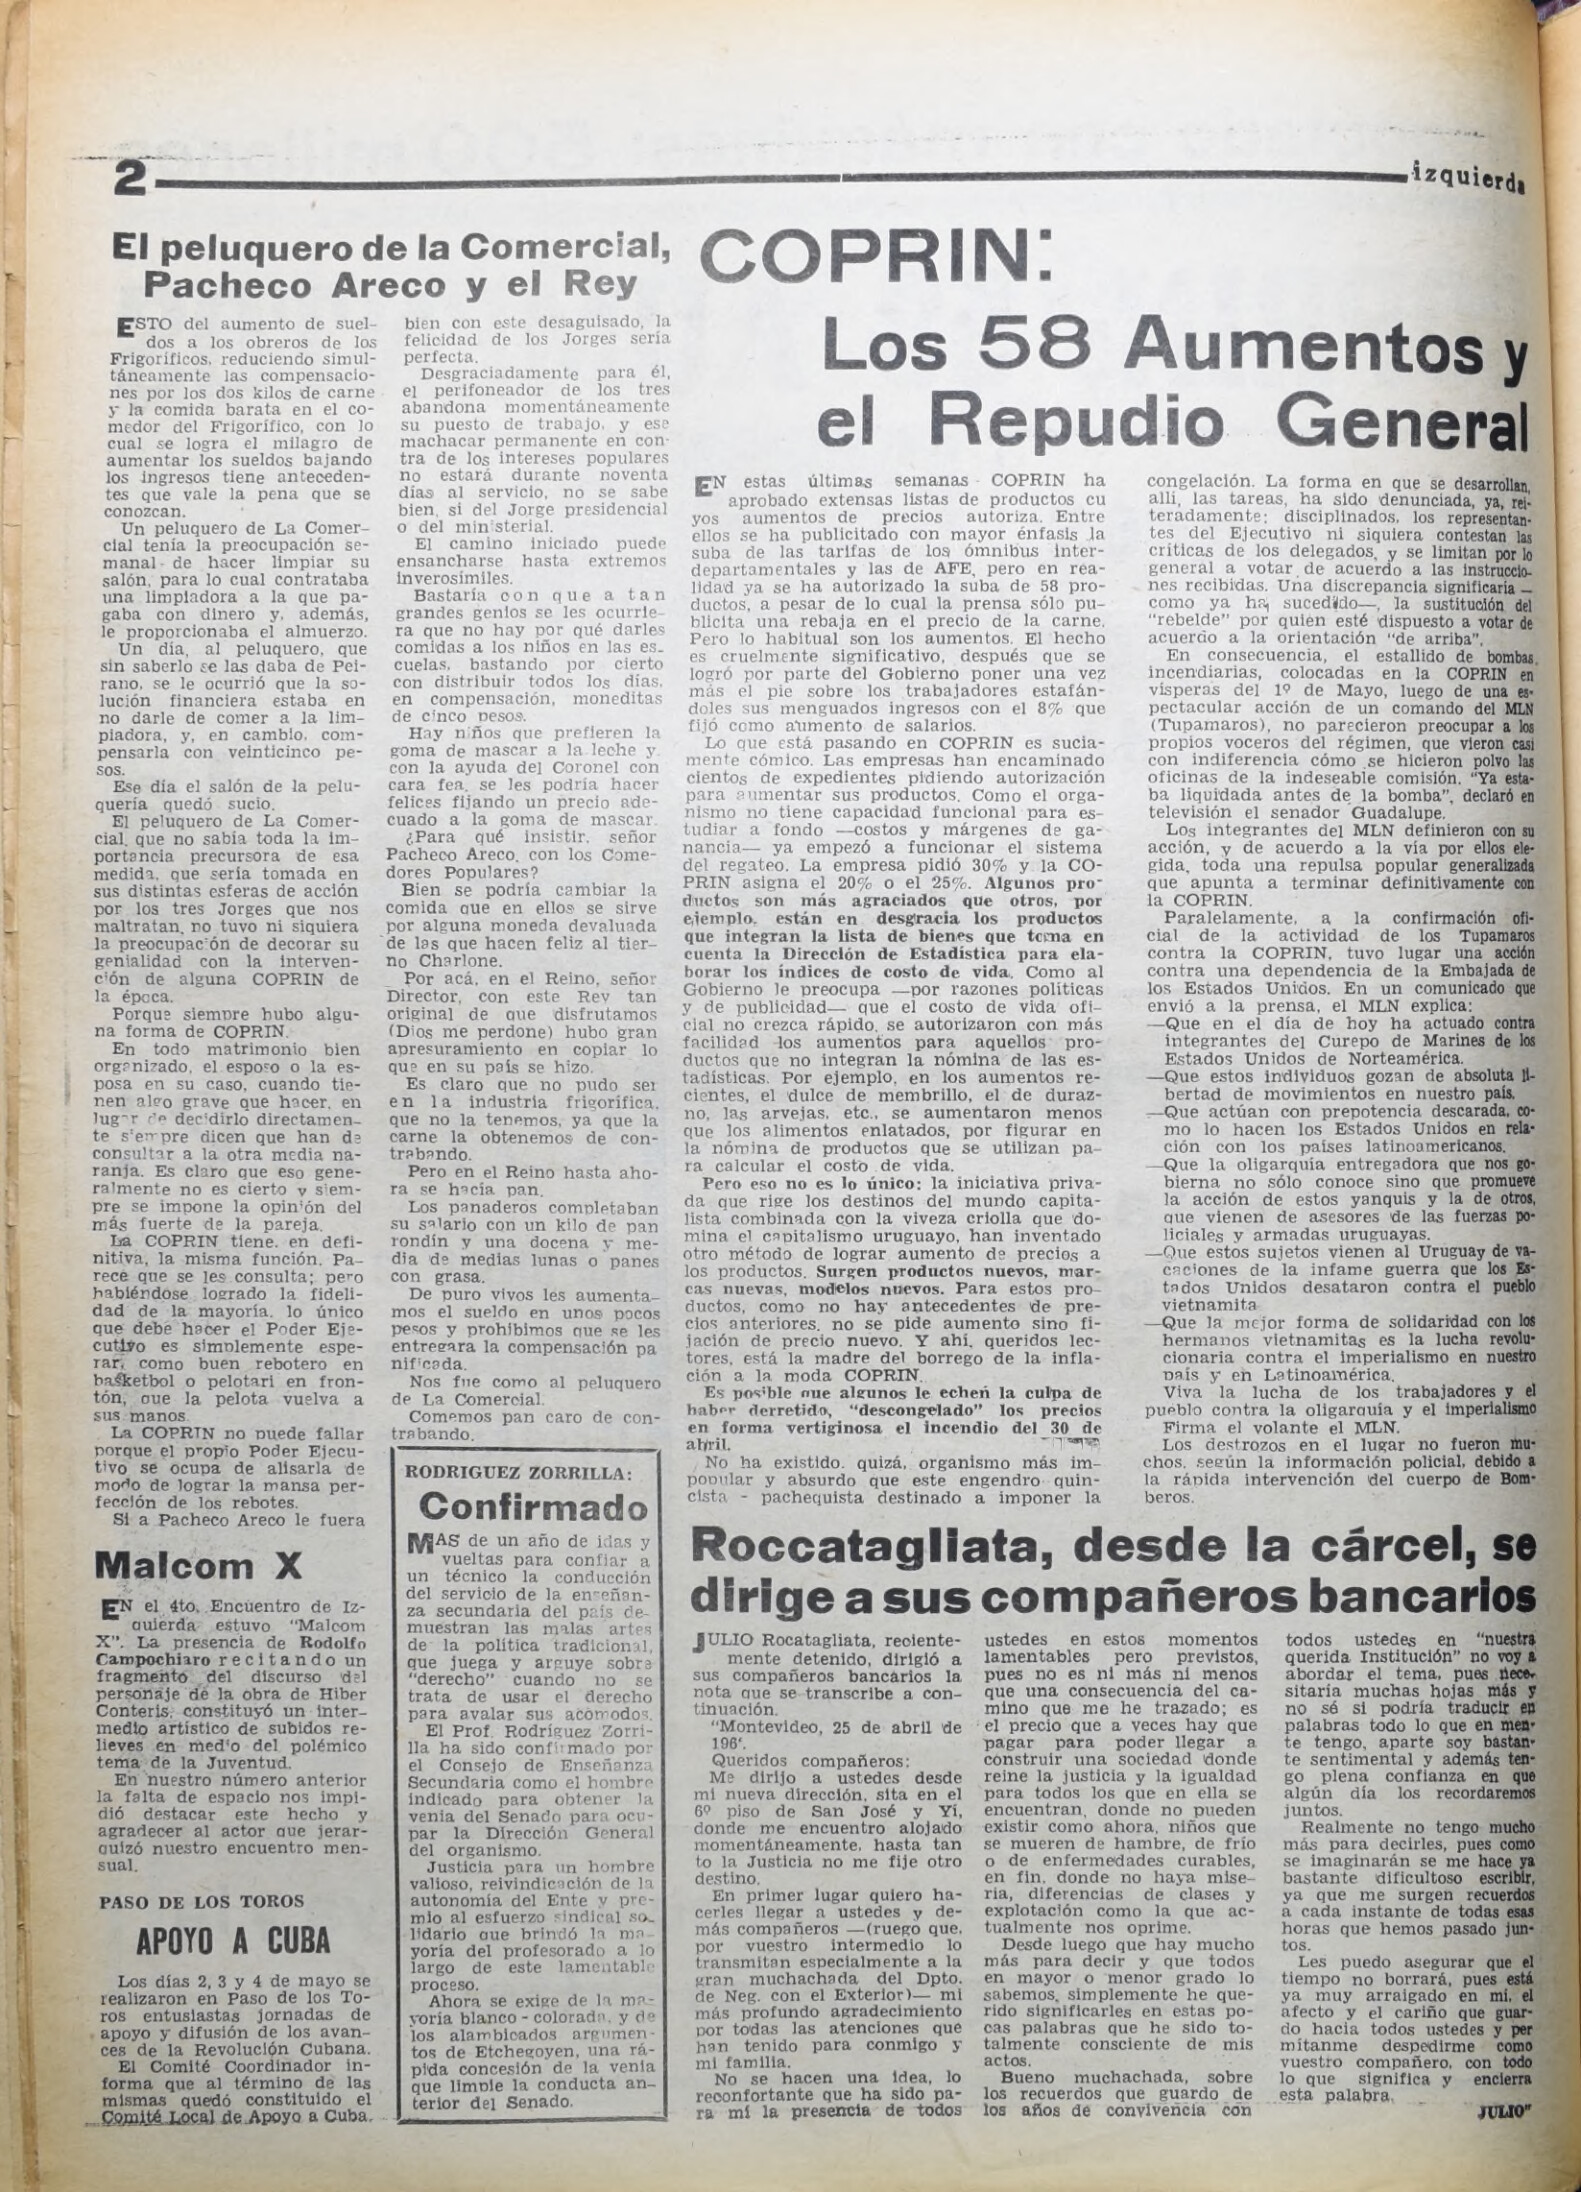 2
izquierda
El peluquero de la Comercial,
Pacheco Areco y el Rey
ESTO del aumento de suel-
dos a los obreros de los
Frigoríficos, reduciendo simul-
táneamente las compensacio-
nes por los dos kilos de carne
y la comida barata en el co-
medor del Frigorífico, con lo
cual se logra el milagro de
aumentar los sueldos bajando
los ingresos tiene anteceden-
tes que vale la pena que se
conozcan.
Un peluquero de La Comer-
cial tenía la preocupación se-
manal de hacer limpiar su
salón, para lo cual contrataba
una limpiadora a la que pa-
gaba con dinero y, además,
le proporcionaba el almuerzo.
Un día, al peluquero, que
sin saberlo se las daba de Pei-
rano, se le ocurrió que la so-
lución financiera estaba en
no darle de comer a la lim-
piadora, y, en cambio, com-
pensarla con veinticinco pe-
sos.
Ese día el salón de la pelu-
quería quedó sucio.
El peluquero de La Comer-
cial, que no sabía toda la im-
portancia precursora de esa
medida, que sería tomada en
sus distintas esferas de acción
por los tres Jorges que nos
maltratan, no tuvo ni siquiera
la preocupación de decorar su
genialidad con la interven-
ción de alguna COPRIN de
la época.
Porque siempre hubo algu-
na forma de COPRIN.
En todo matrimonio bien
organizado, el esposo o la es-
posa en su caso, cuando tie-
nen algo grave que hacer, en
lugar de decidirlo directamen-
te siempre dicen que han de
consultar a la otra media na-
ranja. Es claro que eso gene-
ralmente no es cierto y siem-
pre se impone la opinión del
más fuerte de la pareja.
La COPRIN tiene, en defi-
nitiva, la misma función. Pa-
rece que se les consulta; pero
habiéndose logrado la fideli-
dad de la mayoría, lo único
que debe hacer el Poder Eje-
cutivo es simplemente espe-
rar, como buen rebotero en
basketbol o pelotari en fron-
tón, que la pelota vuelva a
sus manos
La COPRIN no puede fallar
porque el propio Poder Ejecu-
tivo se ocupa de alisarla de
modo de lograr la mansa per-
fección de los rebotes.
Si a Pacheco Areco le fuera
bien con este desaguisado, la
felicidad de los Jorges sería
perfecta.
Desgraciadamente para él,
el perifoneador de los tres
abandona momentáneamente
su puesto de trabajo, y ese
machacar permanente en con-
tra de los intereses populares
no estará durante noventa
días al servicio, no se sabe
bien, si del Jorge presidencial
o del ministerial.
El camino iniciado puede
ensancharse hasta extremos
inverosímiles.
Bastaría con que a tan
grandes genios se les ocurrie-
ra que no hay por qué darles
comidas a los niños en las es-
cuelas, bastando por cierto
con distribuir todos los días,
en compensación, moneditas
de cinco pesos.
Hay niños que prefieren la
goma de mascar a la leche y
con la ayuda del Coronel con
cara fea, se les podría hacer
felices fijando un precio ade-
cuado a la goma de mascar.
¿Para qué insistir, señor
Pacheco Areco, con los Come-
dores Populares?
Bien se podría cambiar la
comida que en ellos se sirve
por alguna moneda devaluada
de las que hacen feliz al tier-
no Charlone.
Por acá, en el Reino, señor
Director, con este Rey tan
original de que disfrutamos
(Dios me perdone) hubo gran
apresuramiento en copiar lo
que en su país se hizo.
Es claro que no pudo ser
en la industria frigorífica,
que no la tenemos, ya que la
carne la obtenemos de con-
trabando.
Pero en el Reino hasta aho-
ra se hacía pan.
Los panaderos completaban
su salario con un kilo de pan
rondín y una docena y me-
dia de medias lunas o panes
con grasa.
De puro vivos les aumenta-
mos el sueldo en unos pocos
pesos y prohibimos que se les
entregara la compensación pa
nificada.
Nos fue como al peluquero
de La Comercial.
Comemos pan caro de con-
trabando.
Malcom X
EN el 4to. Encuentro de Iz-
quierda estuvo "Malcom
X". La presencia de Rodolfo
Campochiaro recitando un
fragmento del discurso del
personaje de la obra de Hiber
Conteris, constituyó un inter-
medio artístico de subidos re-
lieves en medio del polémico
tema de la Juventud.
En nuestro número anterior
la falta de espacio nos impi-
dió destacar este hecho y
agradecer al actor que jerar-
quizó nuestro encuentro men-
sual.
PASO DE LOS TOROS
APOYO A CUBA
Los días 2, 3 y 4 de mayo se
realizaron en Paso de los To-
ros entusiastas jornadas de
apoyo y difusión de los avan-
ces de la Revolución Cubana.
El Comité Coordinador in-
forma que al término de las
mismas quedó constituido el
Comité Local de Apoyo a Cuba.
RODRIGUEZ ZORRILLA:
Confirmado
MAS de un año de idas y
vueltas para confiar a
un técnico la conducción
del servicio de la enseñan-
za secundaria del país de-
muestran las malas artes
de la política tradicional,
que juega y arguye sobre
"derecho" cuando no se
trata de usar el derecho
para avalar sus acomodos.
El Prof. Rodríguez Zorri-
lla ha sido confirmado por
el Consejo de Enseñanza
Secundaria como el hombre
indicado para obtener la
venia del Senado para ocu-
par la Dirección General
del organismo.
Justicia para un hombre
valioso, reivindicación de la
autonomía del Ente y pre-
mio al esfuerzo sindical so-
lidario que brindó la ma-
yoría del profesorado a lo
largo de este lamentable
proceso.
Ahora se exige de la ma-
yoría blanco - colorada, y de
los alambicados argumen-
tos de Etchegoyen, una rá-
pida concesión de la venia
que limpie la conducta an-
terior del Senado.
COPRIN:
Los 58 Aumentos y
el Repudio General
EN estas últimas semanas COPRIN ha
aprobado extensas listas de productos cu
yos aumentos de precios autoriza. Entre
ellos se ha publicitado con mayor énfasis la
suba de las tarifas de los ómnibus inter-
departamentales y las de AFE, pero en rea-
lidad ya se ha autorizado la suba de 58 pro-
ductos, a pesar de lo cual la prensa sólo pu-
blicita una rebaja en el precio de la carne.
Pero lo habitual son los aumentos. El hecho
es cruelmente significativo, después que se
logró por parte del Gobierno poner una vez
más el pie sobre los trabajadores estafán-
doles sus menguados ingresos con el 8% que
fijó como aumento de salarios.
Lo que está pasando en COPRIN es sucia-
mente cómico. Las empresas han encaminado
cientos de expedientes pidiendo autorización
para aumentar sus productos. Como el orga-
nismo no tiene capacidad funcional para es-
tudiar a fondo —costos y márgenes de ga-
nancia— ya empezó a funcionar el sistema
del regateo. La empresa pidió 30% y la CO-
PRIN asigna el 20% o el 25%. Algunos pro-
ductos son más agraciados que otros, por
ejemplo, están en desgracia los productos
que integran la lista de bienes que toma en
cuenta la Dirección de Estadística para ela-
borar los índices de costo de vida. Como al
Gobierno le preocupa —por razones políticas
y de publicidad— que el costo de vida ofi-
cial no crezca rápido, se autorizaron con más
facilidad los aumentos para aquellos pro-
ductos que no integran la nómina de las es-
tadísticas. Por ejemplo, en los aumentos re-
cientes, el dulce de membrillo, el de duraz-
no, las arvejas, etc., se aumentaron menos
que los alimentos enlatados, por figurar en
la nómina de productos que se utilizan pa-
ra calcular el costo de vida.
Pero eso no es lo único: la iniciativa priva-
da que rige los destinos del mundo capita-
lista combinada con la viveza criolla que do-
mina el capitalismo uruguayo, han inventado
otro método de lograr aumento de precios a
los productos. Surgen productos nuevos, mar-
cas nuevas, modelos nuevos. Para estos pro-
ductos, como no hay antecedentes de pre-
cios anteriores, no se pide aumento sino fi-
jación de precio nuevo. Y ahí, queridos lec-
tores, está la madre del borrego de la infla-
ción a la moda COPRIN.
Es posible que algunos le echen la culpa de
haber derretido, "descongelado" los precios
en forma vertiginosa el incendio del 30 de
abril.
No ha existido, quizá, organismo más im-
popular y absurdo que este engendro quin-
cista - pachequista destinado a imponer la
congelación. La forma en que se desarrollan,
allí, las tareas, ha sido denunciada, ya, rei-
teradamente: disciplinados, los representan-
tes del Ejecutivo ni siquiera contestan las
críticas de los delegados, y se limitan por lo
general a votar de acuerdo a las instruccio-
nes recibidas. Una discrepancia significaría —
como ya ha sucedido—, la sustitución del
"rebelde" por quien esté dispuesto a votar de
acuerdo a la orientación "de arriba".
En consecuencia, el estallido de bombas
incendiarias, colocadas en la COPRIN en
vísperas del 1º de Mayo, luego de una es-
pectacular acción de un comando del MLN
(Tupamaros), no parecieron preocupar a los
propios voceros del régimen, que vieron casi
con indiferencia cómo se hicieron polvo las
oficinas de la indeseable comisión. "Ya esta-
ba liquidada antes de la bomba", declaró en
televisión el senador Guadalupe.
Los integrantes del MLN definieron con su
acción, y de acuerdo a la vía por ellos ele-
gida, toda una repulsa popular generalizada
que apunta a terminar definitivamente con
la COPRIN.
Paralelamente, a la confirmación ofi-
cial de la actividad de los Tupamaros
contra la COPRIN, tuvo lugar una acción
contra una dependencia de la Embajada de
los Estados Unidos. En un comunicado que
envió a la prensa, el MLN explica:
—Que en el día de hoy ha actuado contra
integrantes del Curepo de Marines de los
Estados Unidos de Norteamérica.
—Que estos individuos gozan de absoluta li-
bertad de movimientos en nuestro país.
—Que actúan con prepotencia descarada, co-
mo lo hacen los Estados Unidos en rela-
ción con los países latinoamericanos.
—Que la oligarquía entregadora que nos go-
bierna no sólo conoce sino que promueve
la acción de estos yanquis y la de otros,
que vienen de asesores de las fuerzas po-
liciales y armadas uruguayas.
—Que estos sujetos vienen al Uruguay de va-
caciones de la infame guerra que los Es-
tados Unidos desataron contra el pueblo
vietnamita
—Que la mejor forma de solidaridad con los
hermanos vietnamitas es la lucha revolu-
cionaria contra el imperialismo en nuestro
país y en Latinoamérica.
Viva la lucha de los trabajadores y el
pueblo contra la oligarquía y el imperialismo
Firma el volante el MLN.
Los destrozos en el lugar no fueron mu-
chos, según la información policial, debido a
la rápida intervención del cuerpo de Bom-
beros.
Roccatagliata, desde la cárcel, se
dirige a sus compañeros bancarios
JULIO Rocatagliata, reciente-
mente detenido, dirigió a
sus compañeros bancarios la
nota que se transcribe a con-
tinuación.
"Montevideo, 25 de abril de
196'.
Queridos compañeros:
Me dirijo a ustedes desde
mi nueva dirección, sita en el
6º piso de San José y Yi,
donde me encuentro alojado
momentáneamente, hasta tan
to la Justicia no me fije otro
destino.
En primer lugar quiero ha-
cerles llegar a ustedes y de-
más compañeros —(ruego que,
por vuestro intermedio lo
transmitan especialmente a la
gran muchachada del Dpto.
de Neg. con el Exterior)— mi
más profundo agradecimiento
por todas las atenciones que
han tenido para conmigo y
mi familia.
No se hacen una idea, lo
reconfortante que ha sido pa-
ra mí la presencia de todos
ustedes en estos momentos
lamentables pero previstos,
pues no es ni más ni menos
que una consecuencia del ca-
mino que me he trazado; es
el precio que a veces hay que
pagar para poder llegar a
construir una sociedad donde
reine la justicia y la igualdad
para todos los que en ella se
encuentran, donde no pueden
existir como ahora, niños que
se mueren de hambre, de frío
o de enfermedades curables,
en fin, donde no haya mise-
ria, diferencias de clases y
explotación como la que ac-
tualmente nos oprime.
Desde luego que hay mucho
más para decir y que todos
en mayor o menor grado lo
sabemos, simplemente he que-
rido significarles en estas po-
cas palabras que he sido to-
talmente consciente de mis
actos.
Bueno muchachada, sobre
los recuerdos que guardo de
los años de convivencia con
todos ustedes en "nuestra
querida Institución" no voy a
abordar el tema, pues nece-
sitaría muchas hojas más y
no sé si podría traducir en
palabras todo lo que en men-
te tengo, aparte soy bastan-
te sentimental y además ten-
go plena confianza en que
algún día los recordaremos
juntos.
Realmente no tengo mucho
más para decirles, pues como
se imaginarán se me hace ya
bastante dificultoso escribir,
ya que me surgen recuerdos
a cada instante de todas esas
horas que hemos pasado jun-
tos.
Les puedo asegurar que el
tiempo no borrará, pues está
ya muy arraigado en mí, el
afecto y el cariño que guar-
do hacia todos ustedes y per
mítanme despedirme como
vuestro compañero, con todo
lo que significa y encierra
esta palabra.
JULIO"